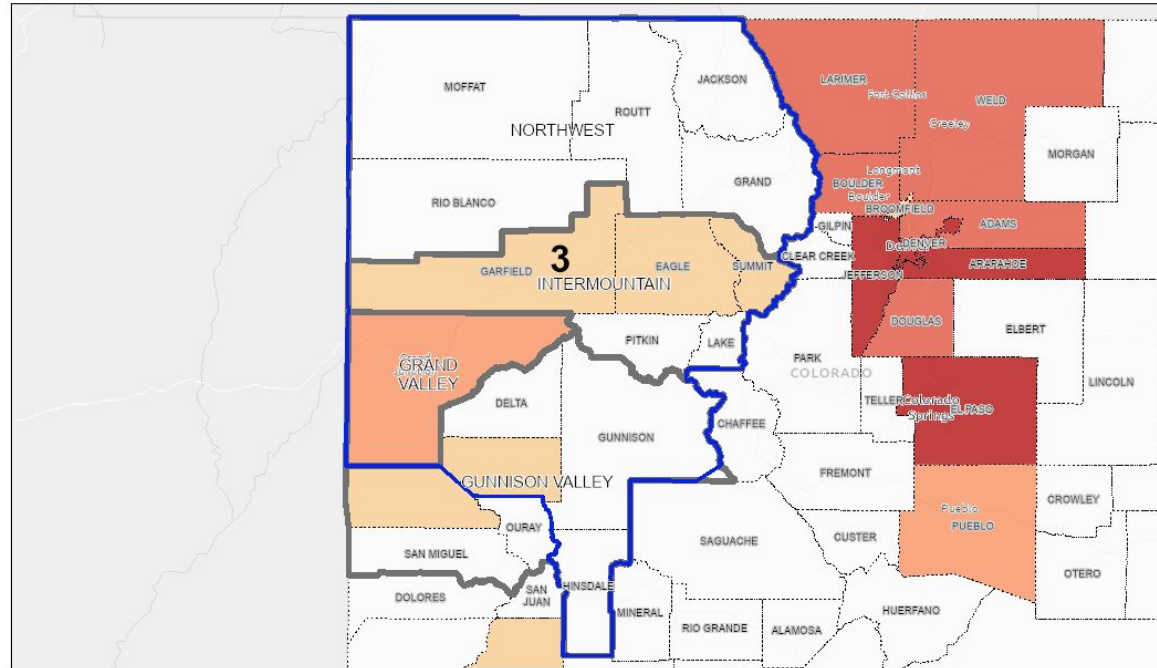 MOFFAT
JACKSON
ROUTT
NORTHWEST
LARIMER
Fort Collins
WELD
Greeley
MORGAN
GRAND
RIO BLANCO
Longmont
BOULDER
Boulder
BROOMFIELD
GILPIN
ADAMS
DENVER
CLEAR CREEK
JEFFERSON
ARAPAHOE
3
GARFIELD
EAGLE
SUMMIT
INTERMOUNTAIN
DOUGLAS
ELBERT
PITKIN
LAKE
PARK
COLORADO
GRAND
VALLEY
LINCOLN
DELTA
TELLER
Colorado
Springs
EL PASO
CHAFFEE
GUNNISON
FREMONT
GUNNISON VALLEY
CROWLEY
Pueblo
PUEBLO
OURAY
SAGUACHE
CUSTER
SAN MIGUEL
OTERO
DOLORES
SAN
JUAN
HINSDALE
MINERAL
HUERFANO
RIO GRANDE
ALAMOSA